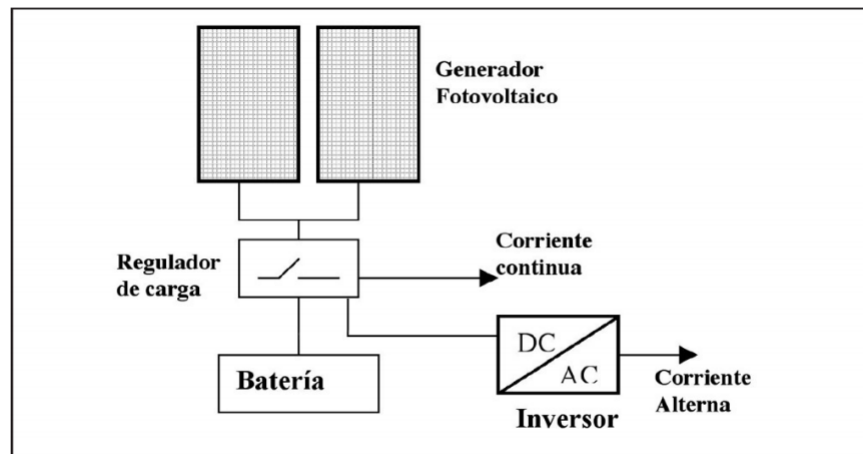 Generador
Fotovoltaico
Regulador
de carga
Corriente
continua
DC
AC
Batería
Inversor
Corriente
Alterna